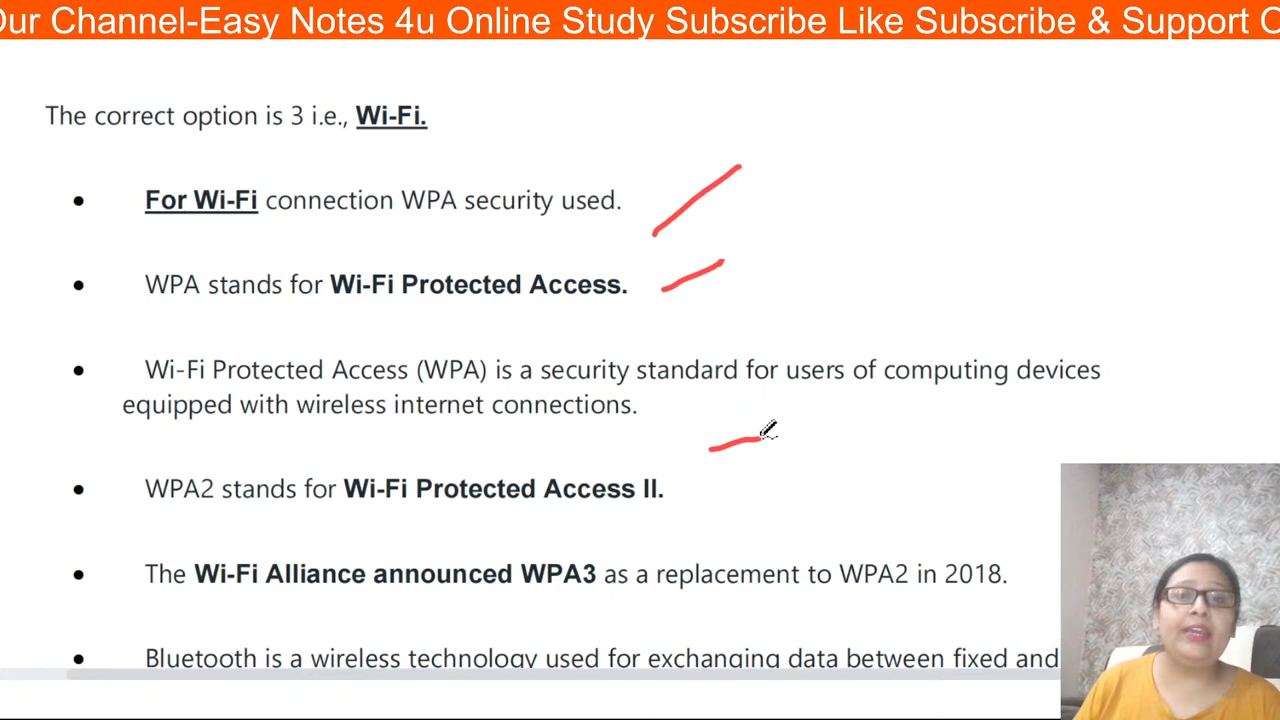 Our Channel-Easy Notes 4u Online Study Subscribe Like Subscribe & Support
The correct option is 3 i.e., Wi-Fi.
• For Wi-Fi connection WPA security used.
• WPA stands for Wi-Fi Protected Access.
• Wi-Fi Protected Access (WPA) is a security standard for users of computing devices
equipped with wireless internet connections.
• WPA2 stands for Wi-Fi Protected Access II.
• The Wi-Fi Alliance announced WPA3 as a replacement to WPA2 in 2018.
• Bluetooth is a wireless technology used for exchanging data between fixed and